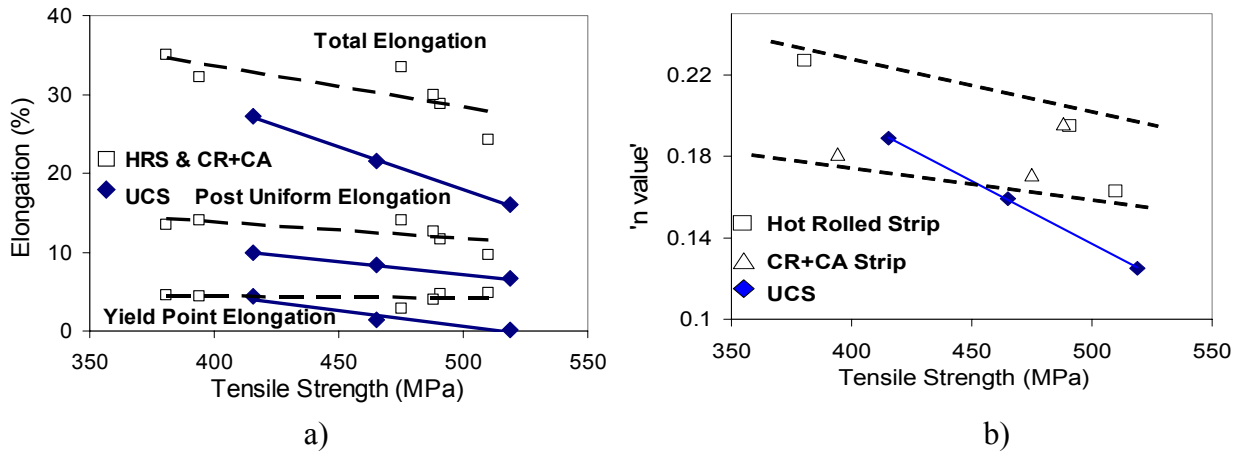 40
30
20
10
0
Elongation (%)
Total Elongation
HRS & CR+CA
UCS Post Uniform Elongation
Yield Point Elongation
350 400 450 500 550
Tensile Strength (MPa)
a)
0.22
0.18
0.14
0.1
'n value'
Hot Rolled Strip
CR+CA Strip
UCS
350 400 450 500 550
Tensile Strength (MPa)
b)